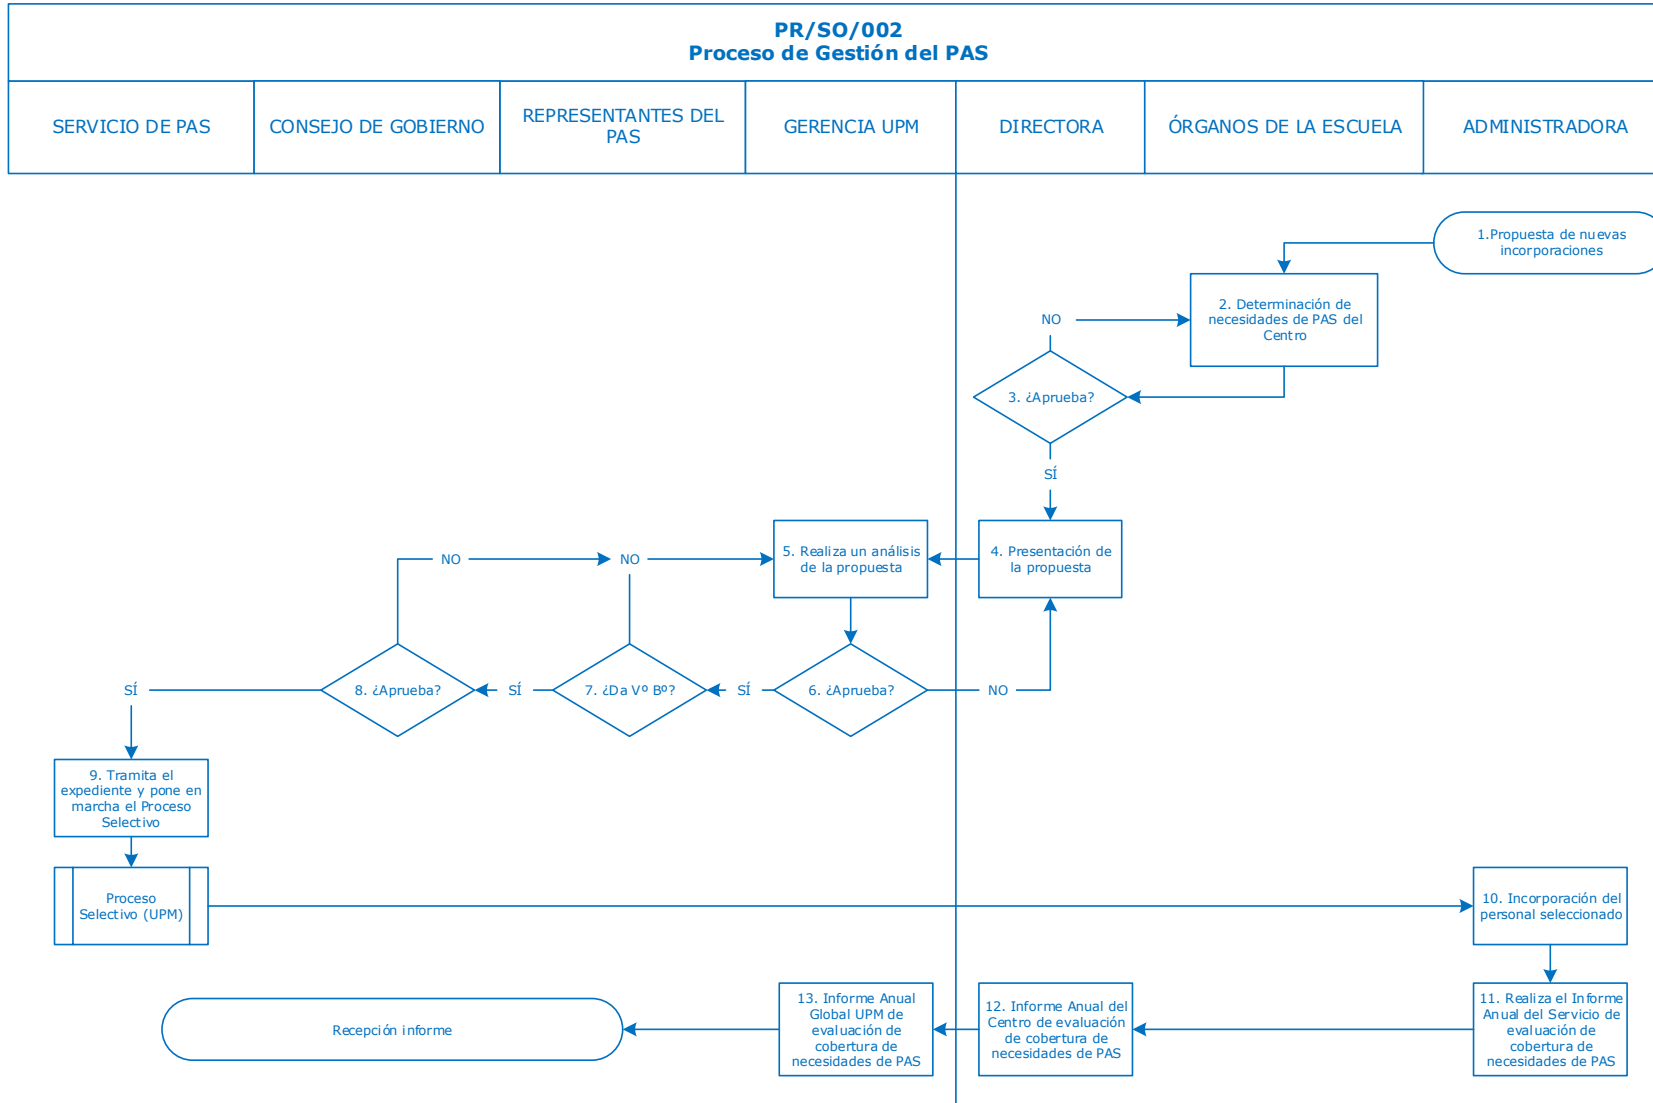 PR/SO/002
Proceso de Gestión del PAS
SERVICIO DE PAS
CONSEJO DE GOBIERNO
REPRESENTANTES DEL
PAS
GERENCIA UPM
DIRECTORA
ÓRGANOS DE LA ESCUELA
ADMINISTRADORA
1.Propuesta de nuevas
incorporaciones
2. Determinación de
necesidades de PAS del
Centro
NO
3. ¿Aprueba?
SÍ
4. Presentación de
la propuesta
5. Realiza un análisis
de la propuesta
NO
NO
6. ¿Aprueba?
NO
SÍ
7. ¿Da Vº Bº?
SÍ
8. ¿Aprueba?
SÍ
9. Tramita el
expediente y pone en
marcha el Proceso
Selectivo
Proceso
Selectivo (UPM)
10. Incorporación del
personal seleccionado
11. Realiza el Informe
Anual del Servicio de
evaluación de
cobertura de
necesidades de PAS
12. Informe Anual del
Centro de evaluación
de cobertura de
necesidades de PAS
13. Informe Anual
Global UPM de
evaluación de
cobertura de
necesidades de PAS
Recepción informe